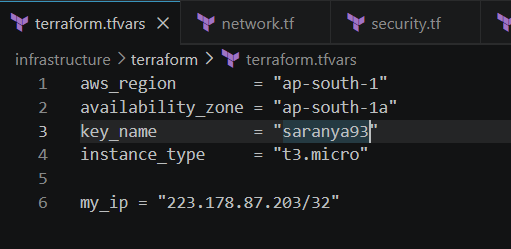 terraform.tfvars × network.tf security.tf
infrastructure > terraform > terraform.tfvars
1 aws_region = "ap-south-1"
2 availability_zone = "ap-south-1a"
3 key_name = "saranya93"
4 instance_type = "t3.micro"
5
6 my_ip = "223.178.87.203/32"